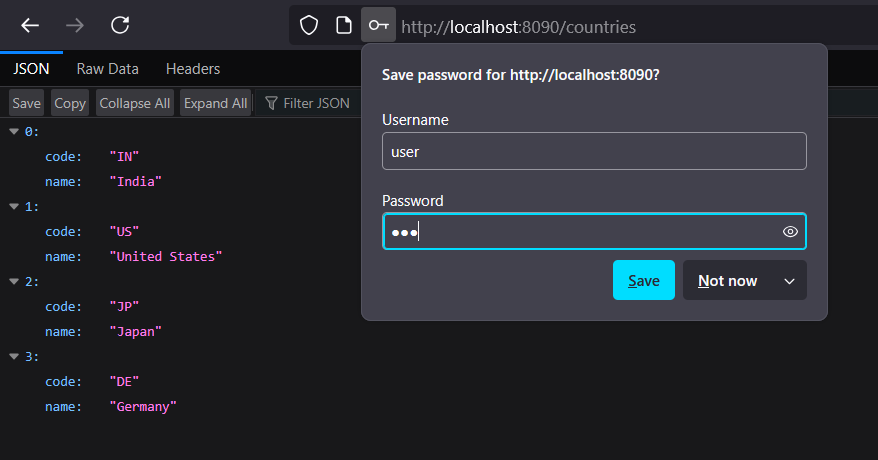 http://localhost:8090/countries
JSON Raw Data Headers
Save Copy Collapse All Expand All Filter JSON
0:
code: "IN"
name: "India"
1:
code: "US"
name: "United States"
2:
code: "JP"
name: "Japan"
3:
code: "DE"
name: "Germany"
Save password for http://localhost:8090?
Username
user
Password
●●●
Save Not now